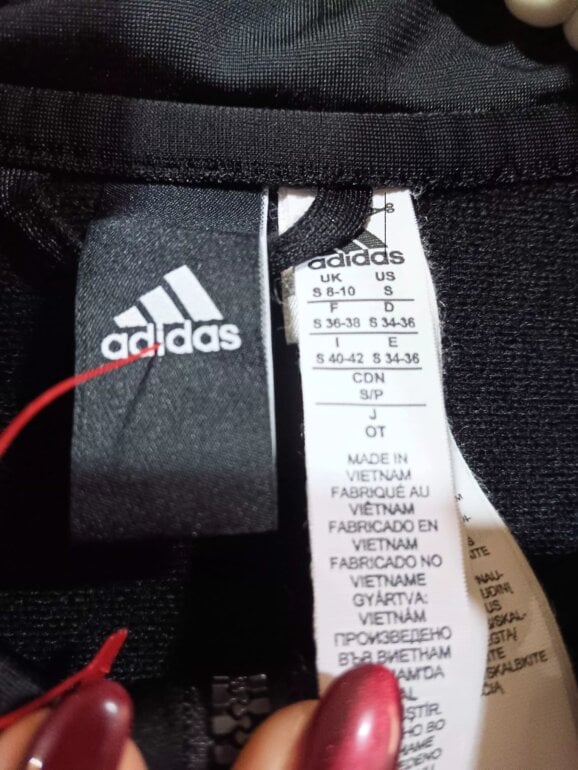 adidas
8
adidas
UK US
S 8-10 S
F D
S 36-38 S 34-36
I E
S 40-42 S 34-36
CDN
S/P
J
OT
MADE IN
VIETNAM
FABRIQUÉ AU
VIÊTNAM
FABRICADO EN
VIETNAM
FABRICADO NO
VIETNAME
GYÁRTVA:
VIETNÁM
ПРОИЗВЕДЕНО
ВЪВ ВИЕТНАМ